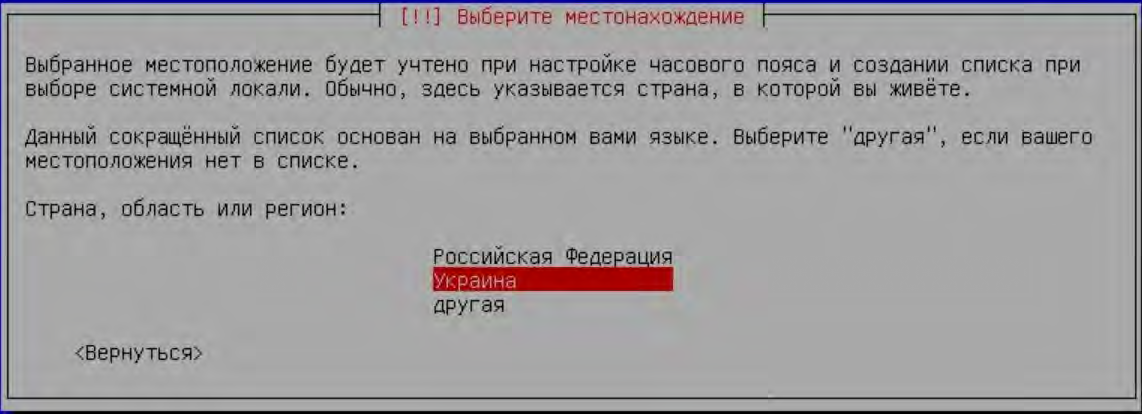 [!!] Выберите местонахождение
Выбранное местоположение будет учтено при настройке часового пояса и создании списка при
выборе системной локали. Обычно, здесь указывается страна, в которой вы живёте.
Данный сокращённый список основан на выбранном вами языке. Выберите "другая", если вашего
местоположения нет в списке.
Страна, область или регион:
Российская Федерация
Украина
другая
<Вернуться>